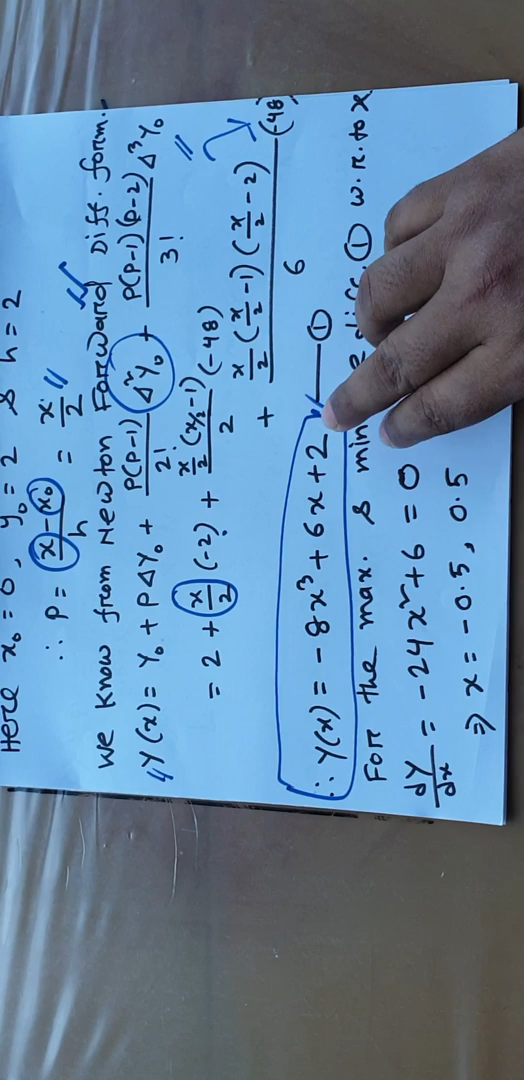 Here x₀ = 0, y₀ = 2 & h = 2
∴ P = (x - x₀)/h = x/2
We know from Newton Forward Diff. form.
Y(x) = Y₀ + PΔY₀ + P(P-1)/2! Δ²Y₀ + P(P-1)(P-2)/3! Δ³Y₀
= 2 + x/2 (-2) + x/2 (x/2 -1)/2 (-48)
+ x/2 (x/2 -1) (x/2 -2)/6 (-48)
∴ Y(x) = -8x³ + 6x + 2 — ①
For the max. & min ①  w.r. to x
dy/dx = -24x² + 6 = 0
⇒ x = -0.5, 0.5